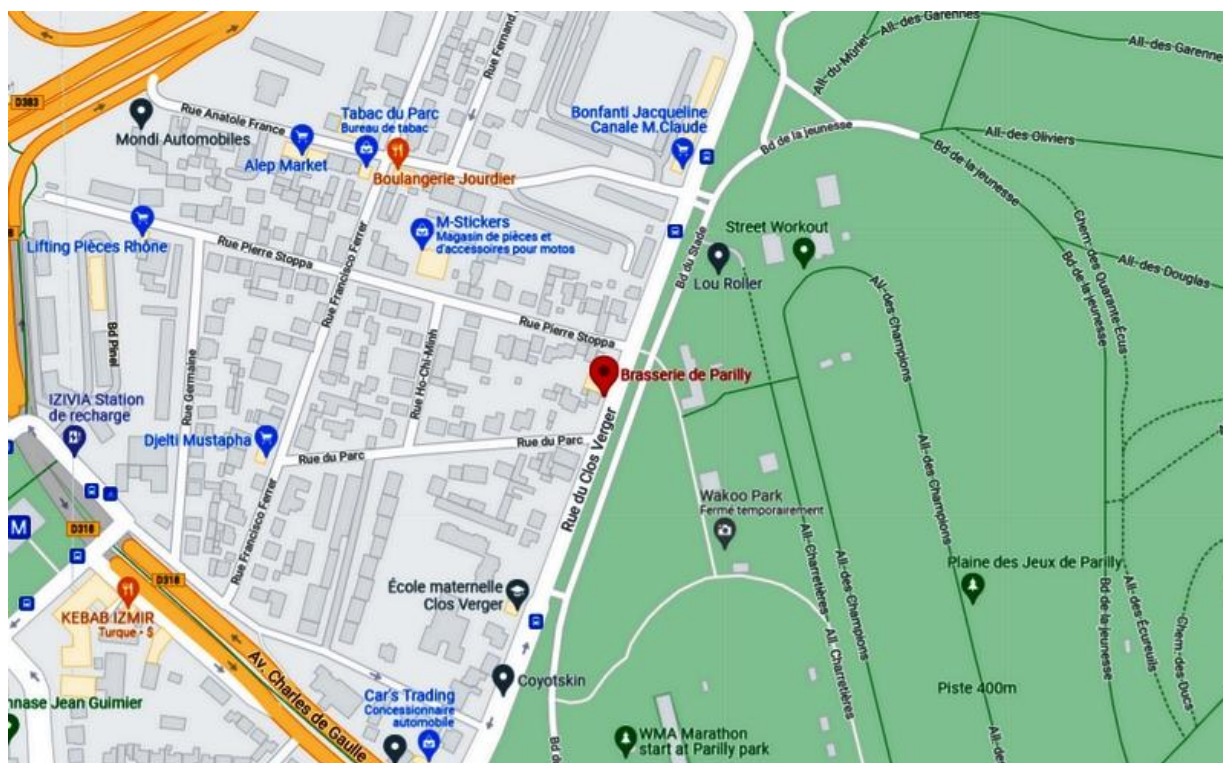 All.-des-Garennes
All.-des-Garennes
All.-du-Mûrlet
D383
Rue Fernand
Rue Anatole France
Mondi Automobiles
Tabac du Parc
Bureau de tabac
Alep Market
Boulangerie Jourdier
Bonfanti Jacqueline
Canale M.Claude
Bd de la jeunesse
All.-des-Oliviers
Bd-de-la-jeunesse
Chem.-des-Quarante-Écus
All.-des-Douglas
Bd-de-la-jeunesse
Lifting Pièces Rhône
Rue Pierre Stoppa
Rue Francisco Ferrer
M-Stickers
Magasin de pièces et
d'accessoires pour motos
Street Workout
Lou Roller
Bd du Stade
All.-des-Champions
Bd Pinel
Rue Germaine
Rue Ho-Chi-Minh
Rue Pierre Stoppa
Brasserie de Parilly
IZIVIA Station
de recharge
Djelti Mustapha
Rue du Parc
Rue du Parc
Rue du Clos Verger
All.-des-Champions
Wakoo Park
Fermé temporairement
M
D318
D318
Rue Francisco Ferrer
KEBAB IZMIR
Turque · $
École maternelle
Clos Verger
All.-Charretières
All.-Charretières
All.-des-Champions
Plaine des Jeux de Parilly
Bd-de-la-jeunesse
All.-des-Écureuils
Chem.-des-Ducs
Av. Charles de Gaulle
nnase Jean Guimier
Car's Trading
Concessionnaire
automobile
Coyotskin
Piste 400m
WMA Marathon
start at Parilly park
Bd d